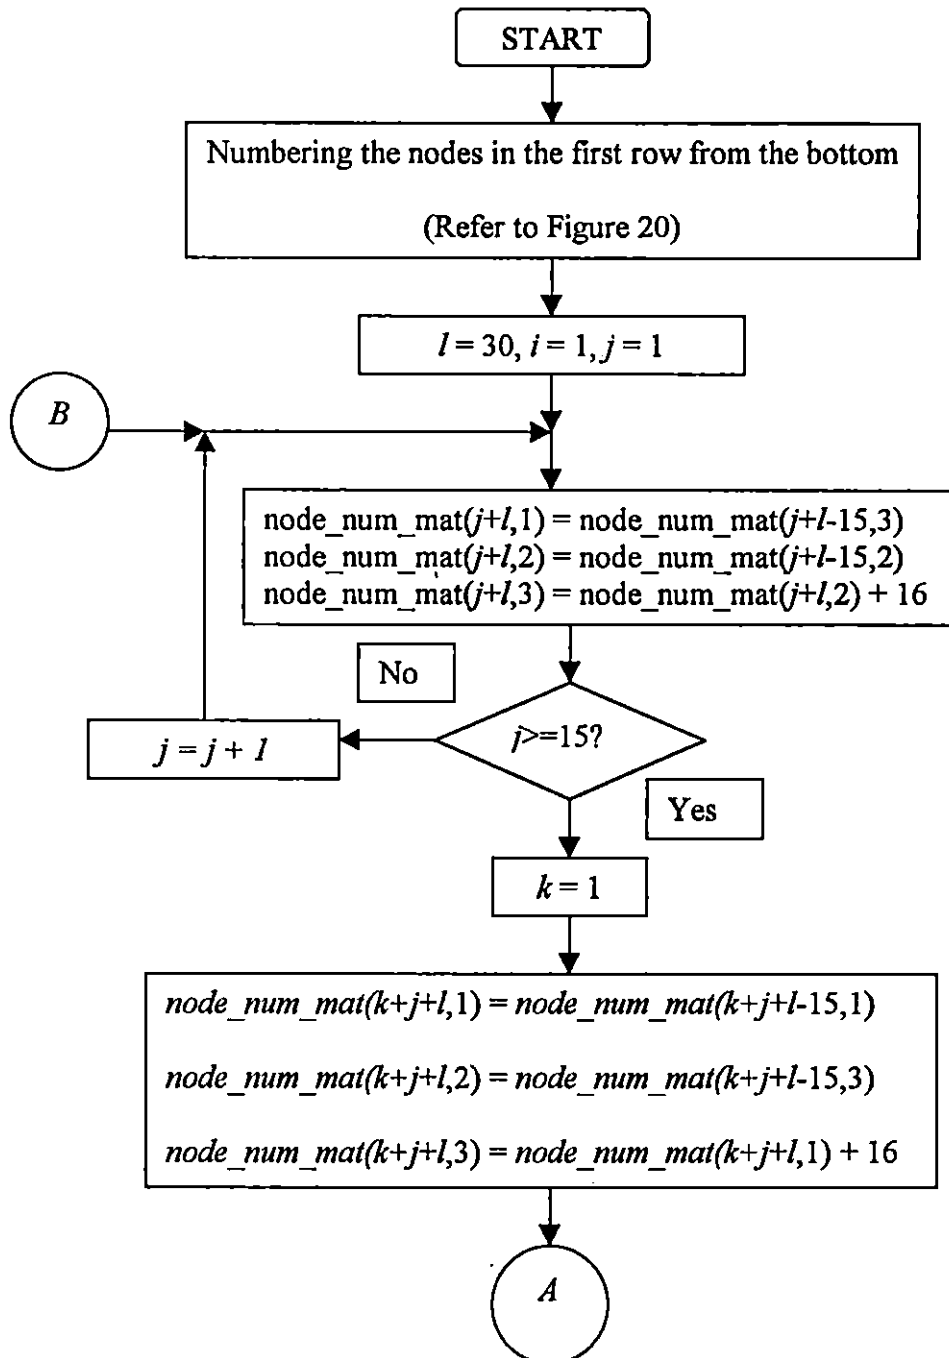 START
Numbering the nodes in the first row from the bottom
(Refer to Figure 20)
l = 30, i = 1, j = 1
B
node_num_mat(j+l,1) = node_num_mat(j+l-15,3)
node_num_mat(j+l,2) = node_num_mat(j+l-15,2)
node_num_mat(j+l,3) = node_num_mat(j+l,2) + 16
No
j>=15?
j = j + 1
Yes
k = 1
node_num_mat(k+j+l,1) = node_num_mat(k+j+l-15,1)
node_num_mat(k+j+l,2) = node_num_mat(k+j+l-15,3)
node_num_mat(k+j+l,3) = node_num_mat(k+j+l,1) + 16
A